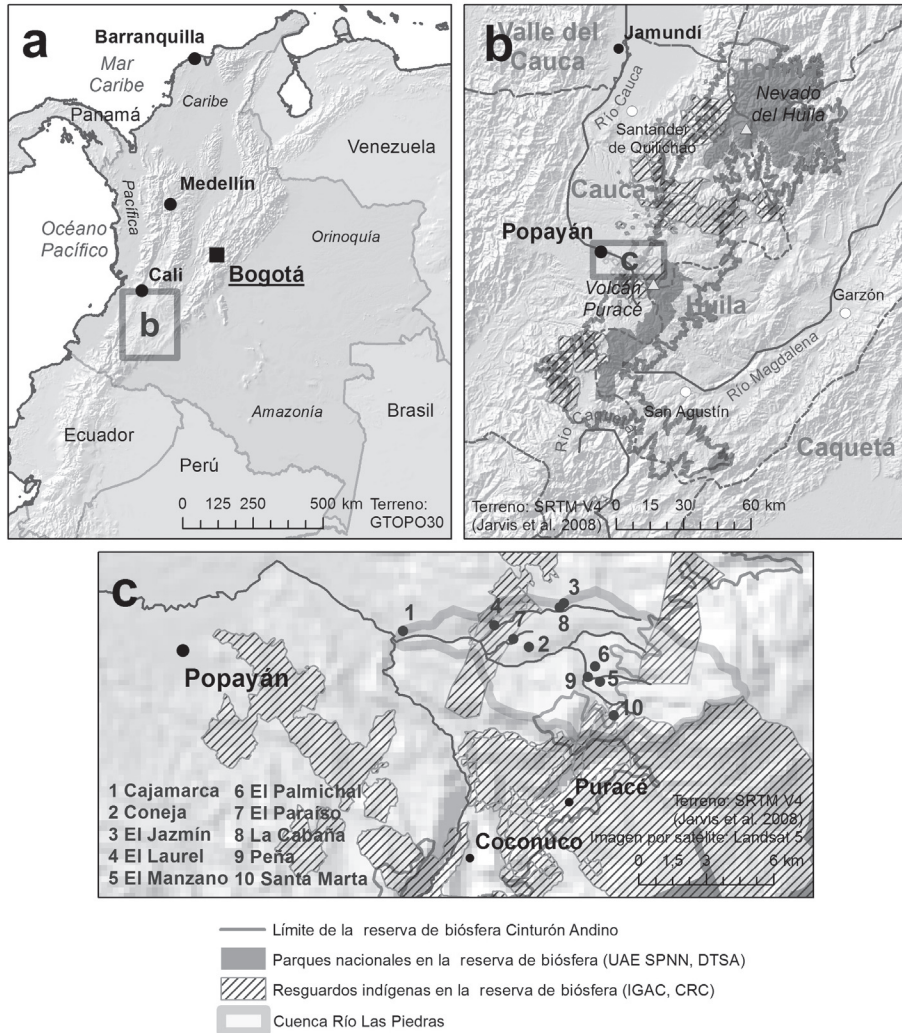 a
Barranquilla
Mar
Caribe
Caribe
Panamá
Venezuela
Medellín
Pacífica
Océano
Pacífico
Orinoquía
Cali
Bogotá
b
Amazonía
Brasil
Ecuador
Perú
0 125 250 500 km
Terreno:
GTOPO30
b
Valle del
Cauca
Jamundí
Nevado
del Huila
Río Cauca
Santander
de Quilichao
Cauca
Popayán
c
Volcán
Puracé
Huila
Garzón
Río Magdalena
San Agustín
Río Caquetá
Caquetá
Terreno: SRTM V4
(Jarvis et al. 2008)
0 15 30 60 km
c
1
4
3
8
7
2
6
9
5
10
Popayán
Puracé
Coconuco
1 Cajamarca
2 Coneja
3 El Jazmín
4 El Laurel
5 El Manzano
6 El Palmichal
7 El Paraíso
8 La Cabaña
9 Peña
10 Santa Marta
Terreno: SRTM V4
(Jarvis et al. 2008)
Imagen por satélite: Landsat 5
0 1,5 3 6 km
Límite de la reserva de biósfera Cinturón Andino
Parques nacionales en la reserva de biósfera (UAE SPNN, DTSA)
Resguardos indígenas en la reserva de biósfera (IGAC, CRC)
Cuenca Río Las Piedras